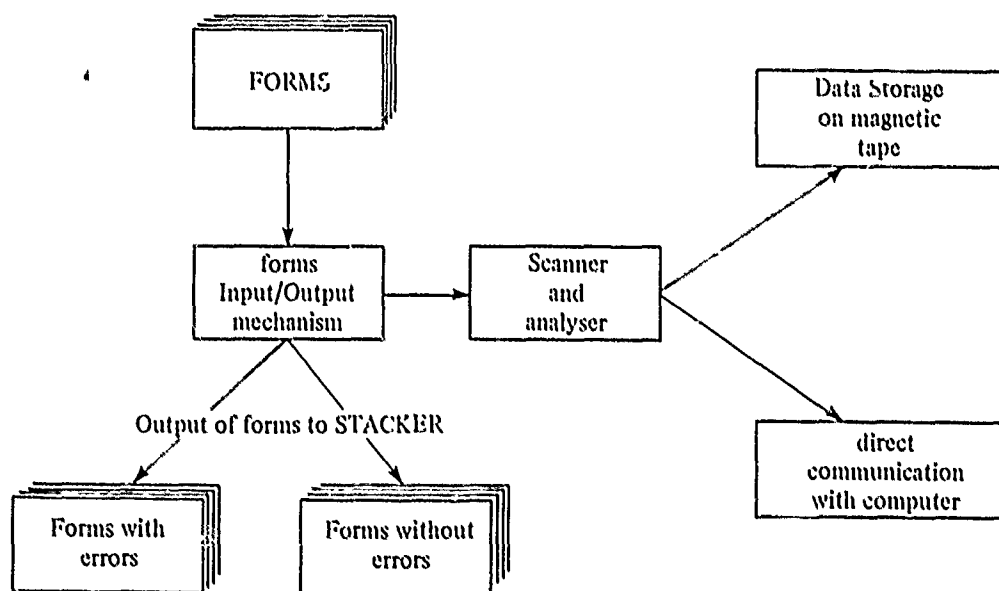 FORMS
Data Storage
on magnetic
tape
forms
Input/Output
mechanism
Scanner
and
analyser
Output of forms to STACKER
direct
communication
with computer
Forms with
errors
Forms without
errors